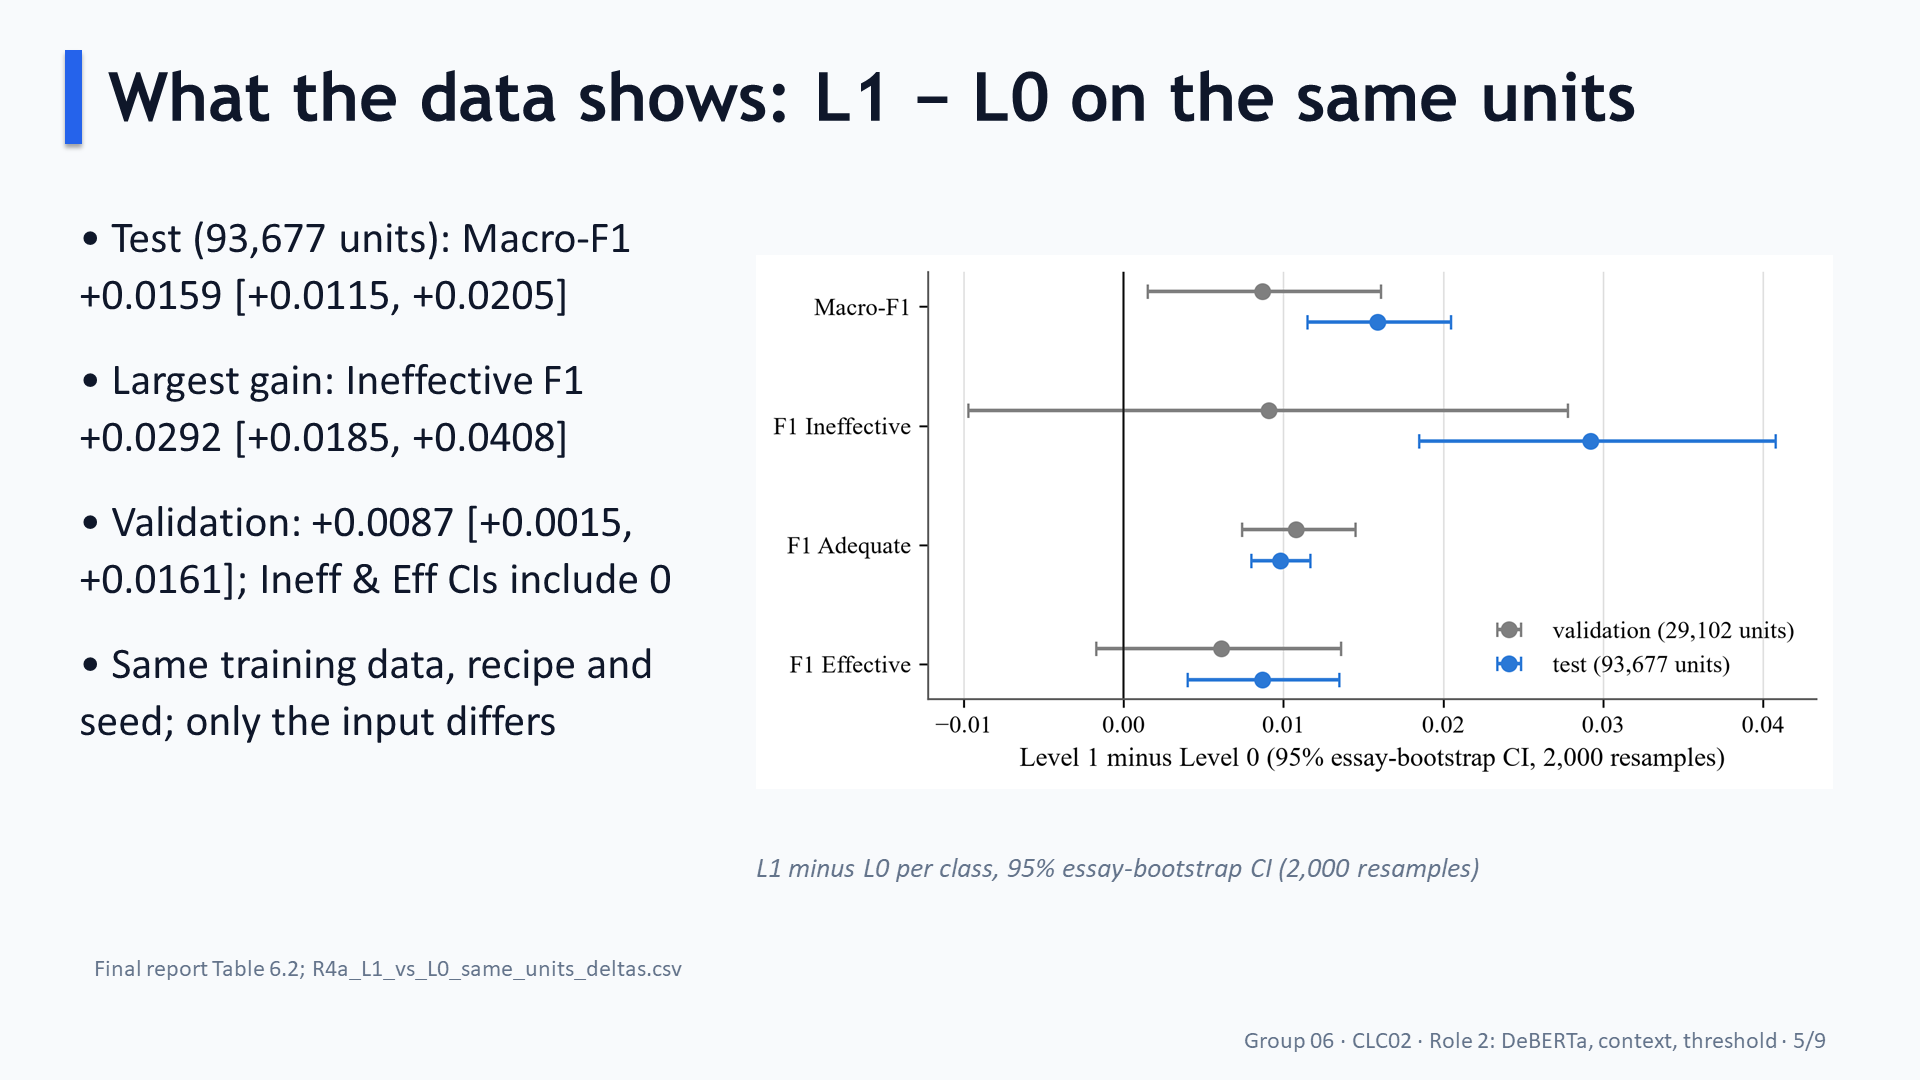 What the data shows: L1 – L0 on the same units
• Test (93,677 units): Macro-F1
+0.0159 [+0.0115, +0.0205]
• Largest gain: Ineffective F1
+0.0292 [+0.0185, +0.0408]
• Validation: +0.0087 [+0.0015,
+0.0161]; Ineff & Eff CIs include 0
• Same training data, recipe and
seed; only the input differs
Macro-F1
F1 Ineffective
F1 Adequate
F1 Effective
validation (29,102 units)
test (93,677 units)
−0.01 0.00 0.01 0.02 0.03 0.04
Level 1 minus Level 0 (95% essay-bootstrap CI, 2,000 resamples)
L1 minus L0 per class, 95% essay-bootstrap CI (2,000 resamples)
Final report Table 6.2; R4a_L1_vs_L0_same_units_deltas.csv
Group 06 · CLC02 · Role 2: DeBERTa, context, threshold · 5/9